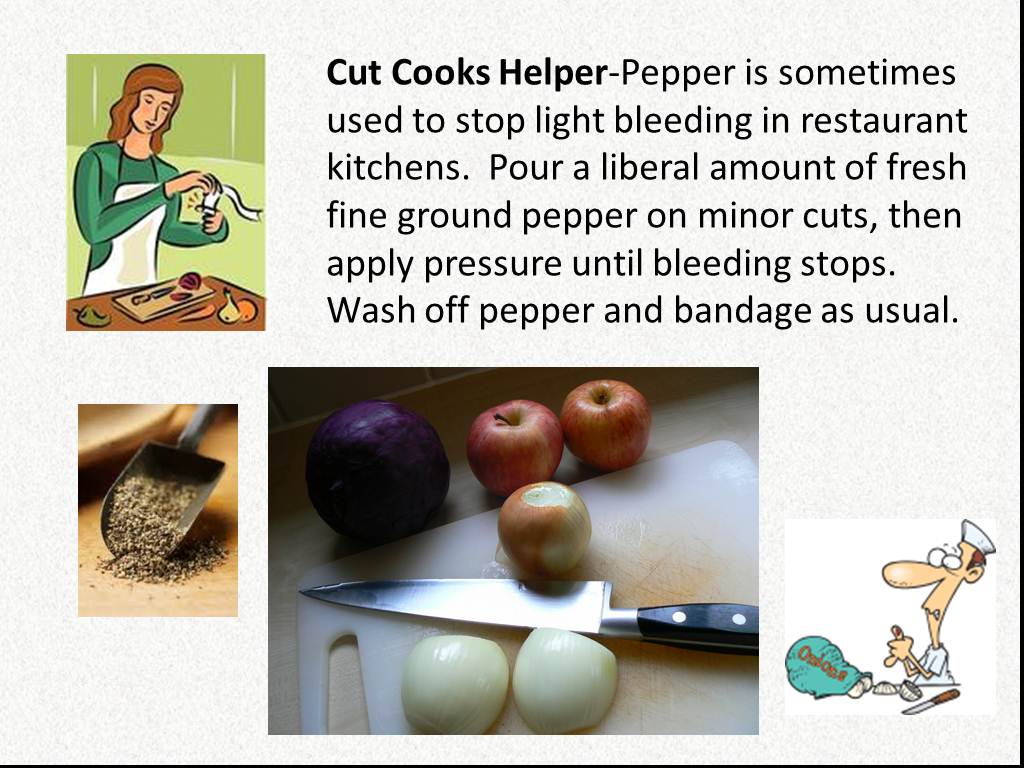 Cut Cooks Helper-Pepper is sometimes
used to stop light bleeding in restaurant
kitchens.  Pour a liberal amount of fresh
fine ground pepper on minor cuts, then
apply pressure until bleeding stops.
Wash off pepper and bandage as usual.
Onions